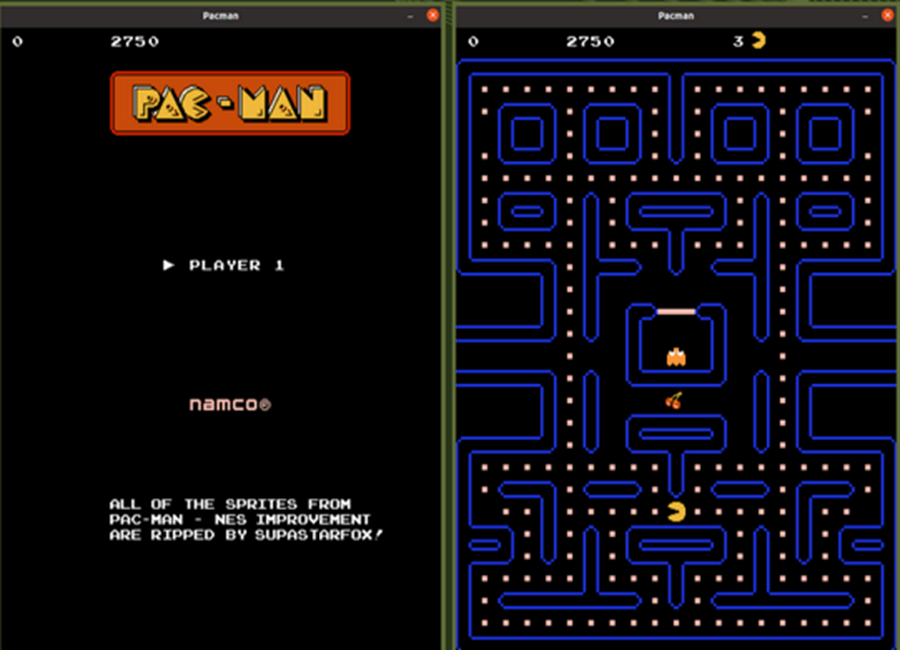 Pacman
0 2750
PAC-MAN
► PLAYER 1
namco®
ALL OF THE SPRITES FROM
PAC-MAN - NES IMPROVEMENT
ARE RIPPED BY SUPASTARFOX!
Pacman
0 2750 3